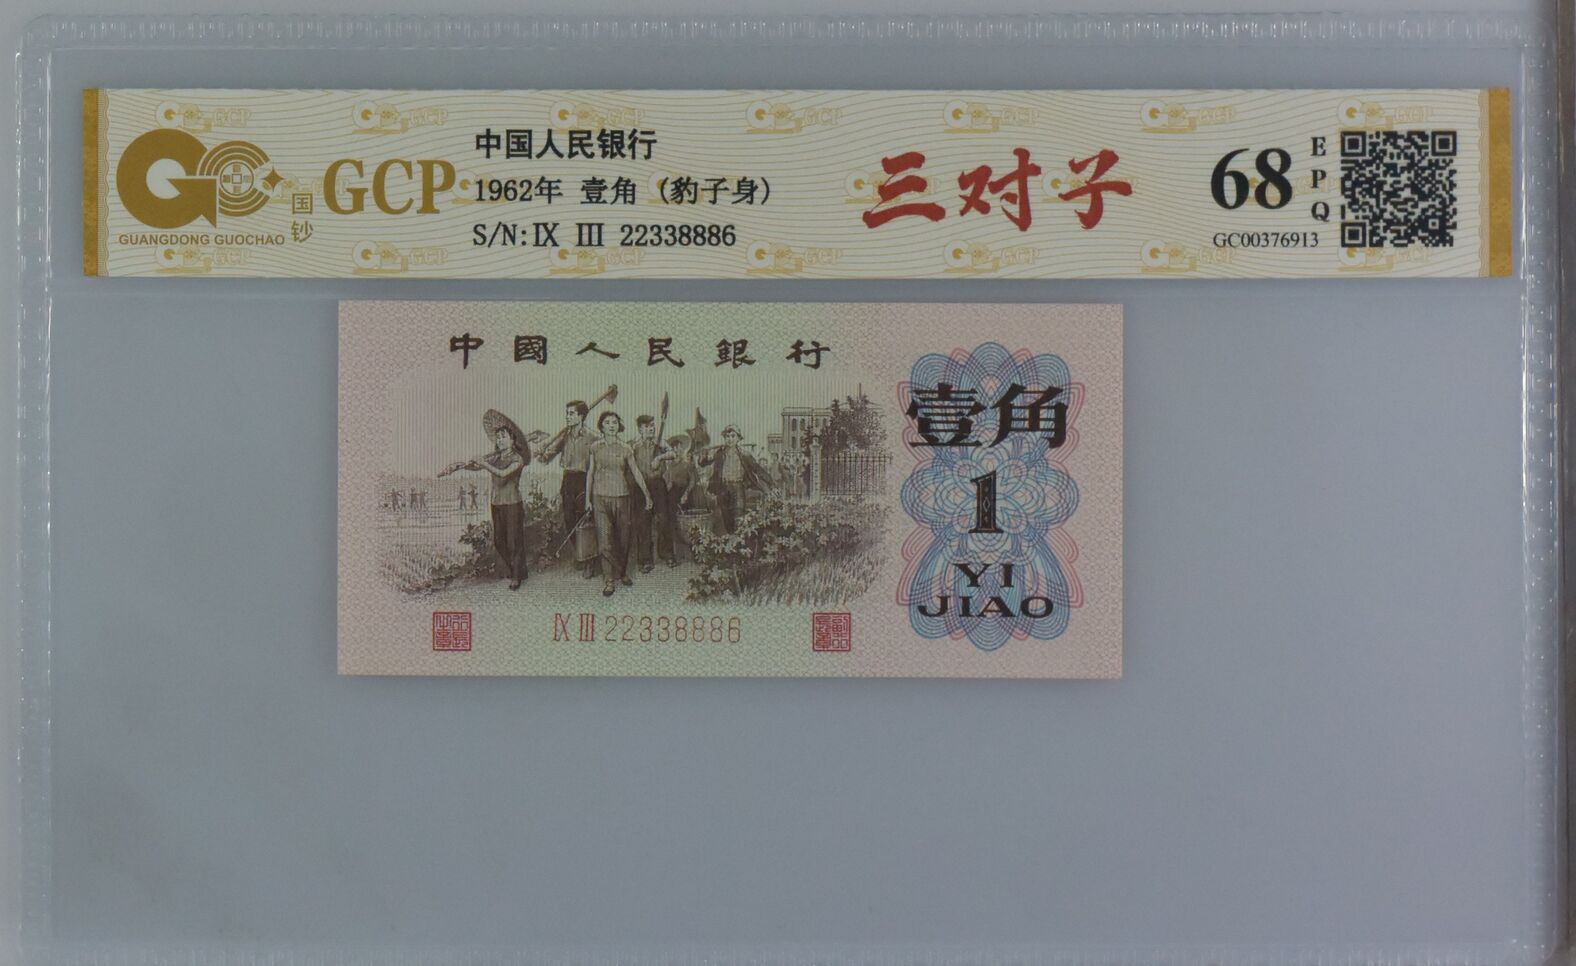 GCP
GUANGDONG GUOCHAO
国钞
中国人民银行
1962年 壹角 (豹子身)
S/N:Ⅸ Ⅲ 22338886
三对子
68
EPQ
GC00376913
中國人民銀行
壹角
1
YI
JIAO
Ⅸ Ⅲ 22338886